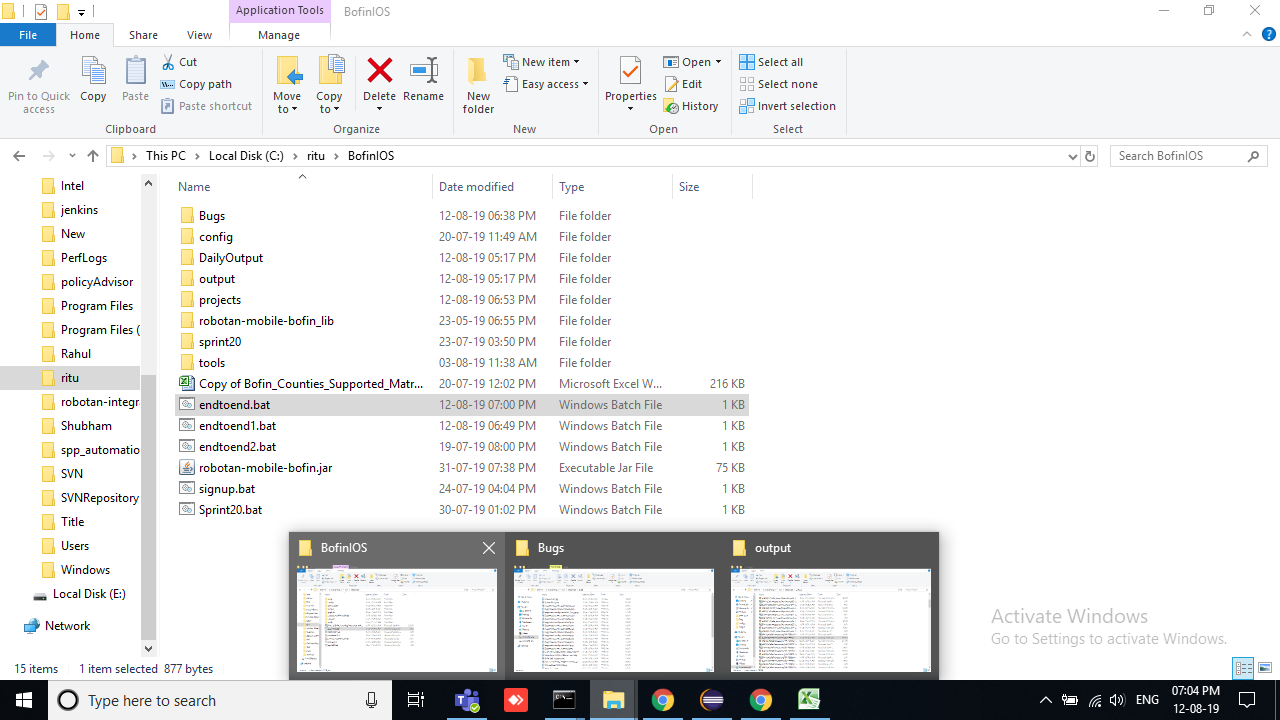 Application Tools
BofinIOS
File
Home
Share
View
Manage
Pin to Quick access
Copy
Paste
Cut
Copy path
Paste shortcut
Clipboard
Move to
Copy to
Delete
Rename
Organize
New folder
New item
Easy access
New
Properties
Open
Edit
History
Open
Select all
Select none
Invert selection
Select
This PC
Local Disk (C:)
ritu
BofinIOS
Search BofinIOS
Intel
jenkins
New
PerfLogs
policyAdvisor
Program Files
Program Files (
Rahul
ritu
robotan-integr
Shubham
spp_automatio
SVN
SVNRepository
Title
Users
Windows
Local Disk (E:)
Network
Name Date modified Type Size
Bugs 12-08-19 06:38 PM File folder
config 20-07-19 11:49 AM File folder
DailyOutput 12-08-19 05:17 PM File folder
output 12-08-19 05:17 PM File folder
projects 12-08-19 06:53 PM File folder
robotan-mobile-bofin_lib 23-05-19 06:55 PM File folder
sprint20 23-07-19 03:50 PM File folder
tools 03-08-19 11:38 AM File folder
Copy of Bofin_Counties_Supported_Matr... 20-07-19 12:02 PM Microsoft Excel W... 216 KB
endtoend.bat 12-08-19 07:00 PM Windows Batch File 1 KB
endtoend1.bat 12-08-19 06:49 PM Windows Batch File 1 KB
endtoend2.bat 19-07-19 08:00 PM Windows Batch File 1 KB
robotan-mobile-bofin.jar 31-07-19 07:38 PM Executable Jar File 75 KB
signup.bat 24-07-19 04:04 PM Windows Batch File 1 KB
Sprint20.bat 30-07-19 01:02 PM Windows Batch File 1 KB
BofinIOS
Bugs
output
Activate Windows
Go to Settings to activate Windows.
15 items
877 bytes
Type here to search
ENG
07:04 PM
12-08-19